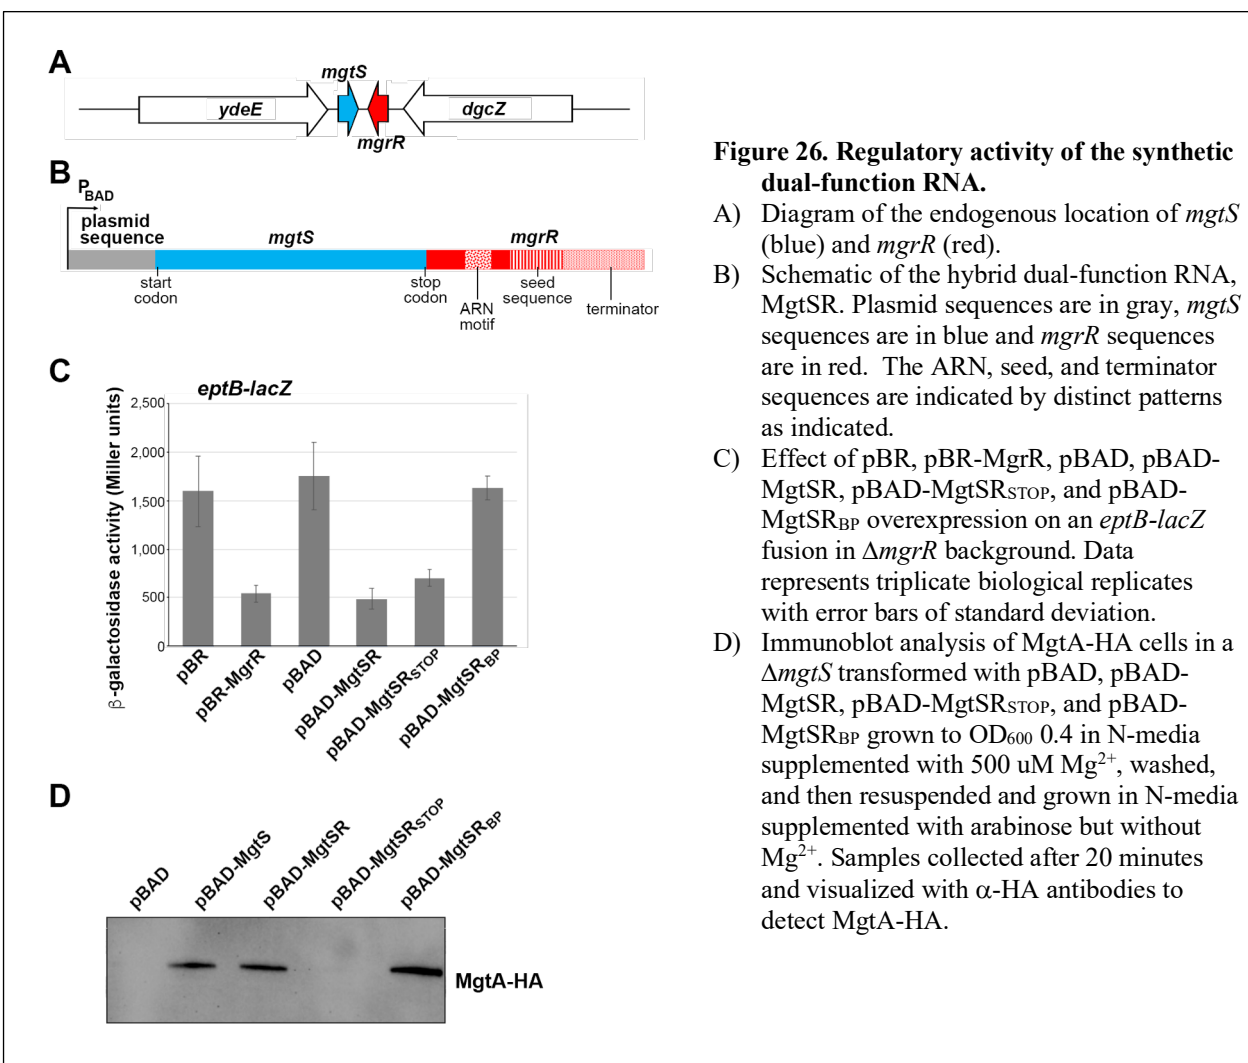 A
mgtS
ydeE
dgcZ
mgrR
B
PBAD
plasmid
sequence
mgtS
mgrR
start
codon
stop
codon
ARN
motif
seed
sequence
terminator
C
eptB-lacZ
β-galactosidase activity (Miller units)
2,500
2,000
1,500
1,000
500
0
pBR
pBR-MgrR
pBAD
pBAD-MgtSR
pBAD-MgtSRSTOP
pBAD-MgtSRBP
D
pBAD
pBAD-MgtS
pBAD-MgtSR
pBAD-MgtSRSTOP
pBAD-MgtSRBP
MgtA-HA
Figure 26. Regulatory activity of the synthetic
dual-function RNA.
A) Diagram of the endogenous location of mgtS
(blue) and mgrR (red).
B) Schematic of the hybrid dual-function RNA,
MgtSR. Plasmid sequences are in gray, mgtS
sequences are in blue and mgrR sequences
are in red. The ARN, seed, and terminator
sequences are indicated by distinct patterns
as indicated.
C) Effect of pBR, pBR-MgrR, pBAD, pBAD-
MgtSR, pBAD-MgtSRSTOP, and pBAD-
MgtSRBP overexpression on an eptB-lacZ
fusion in ΔmgrR background. Data
represents triplicate biological replicates
with error bars of standard deviation.
D) Immunoblot analysis of MgtA-HA cells in a
ΔmgtS transformed with pBAD, pBAD-
MgtSR, pBAD-MgtSRSTOP, and pBAD-
MgtSRBP grown to OD600 0.4 in N-media
supplemented with 500 uM Mg2+, washed,
and then resuspended and grown in N-media
supplemented with arabinose but without
Mg2+. Samples collected after 20 minutes
and visualized with α-HA antibodies to
detect MgtA-HA.